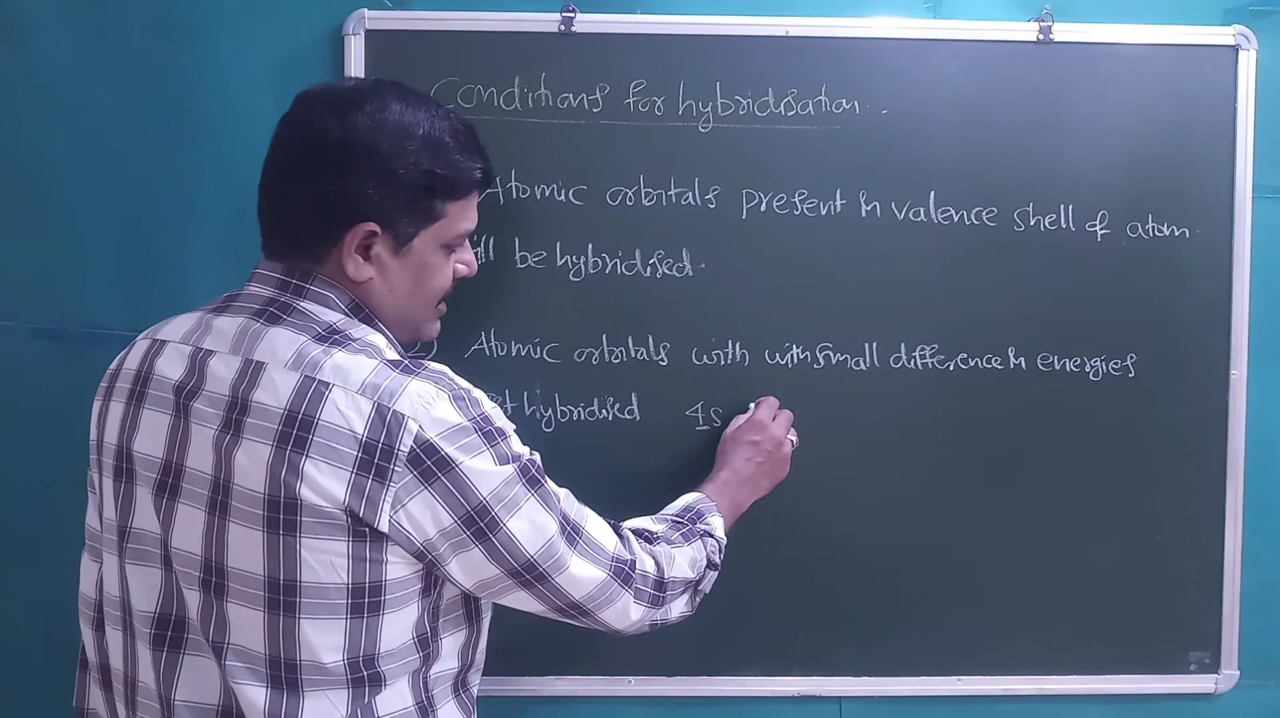 Conditions for hybridisation.
Atomic orbitals present in valence shell of atom.
be hybridised.
Atomic orbitals with with small difference in energies
hybridised 4s